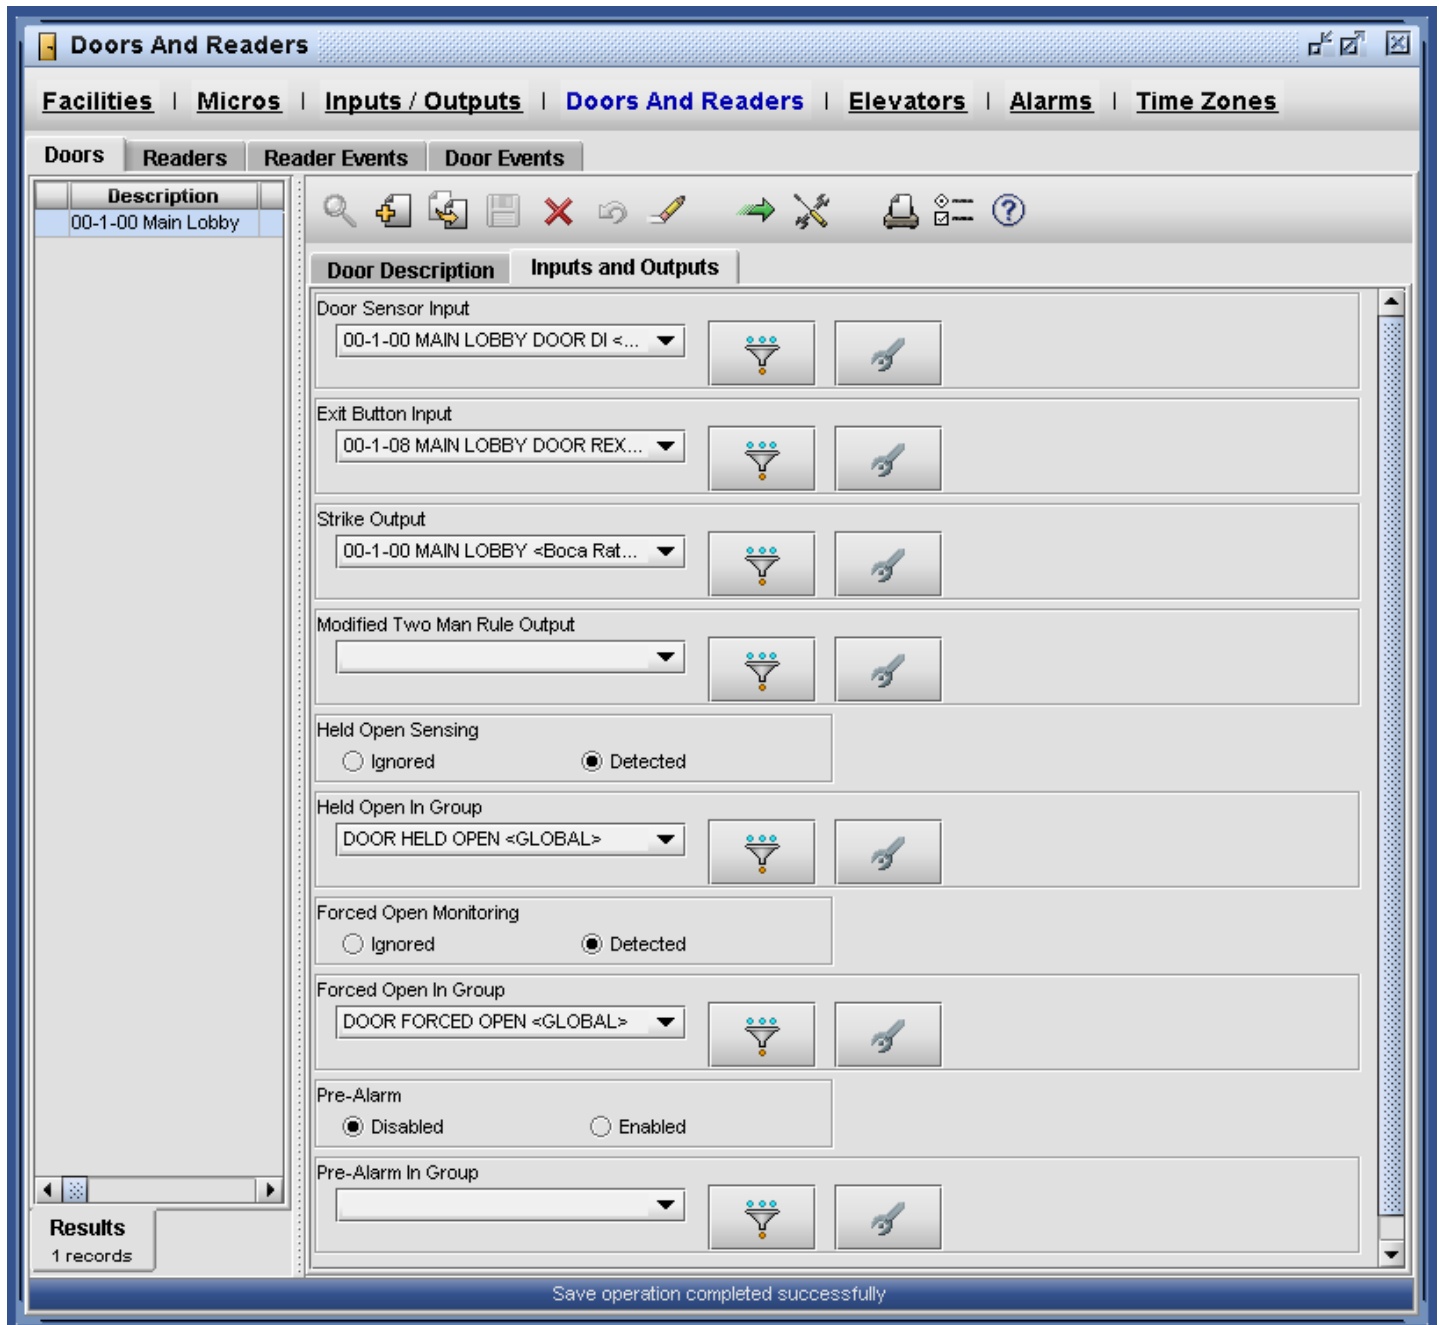 Doors And Readers
Facilities | Micros | Inputs / Outputs | Doors And Readers | Elevators | Alarms | Time Zones
Doors Readers Reader Events Door Events
Description
00-1-00 Main Lobby
Door Description Inputs and Outputs
Door Sensor Input
00-1-00 MAIN LOBBY DOOR DI <...
Exit Button Input
00-1-08 MAIN LOBBY DOOR REX...
Strike Output
00-1-00 MAIN LOBBY <Boca Rat...
Modified Two Man Rule Output
Held Open Sensing
Ignored Detected
Held Open In Group
DOOR HELD OPEN <GLOBAL>
Forced Open Monitoring
Ignored Detected
Forced Open In Group
DOOR FORCED OPEN <GLOBAL>
Pre-Alarm
Disabled Enabled
Pre-Alarm In Group
Results
1 records
Save operation completed successfully